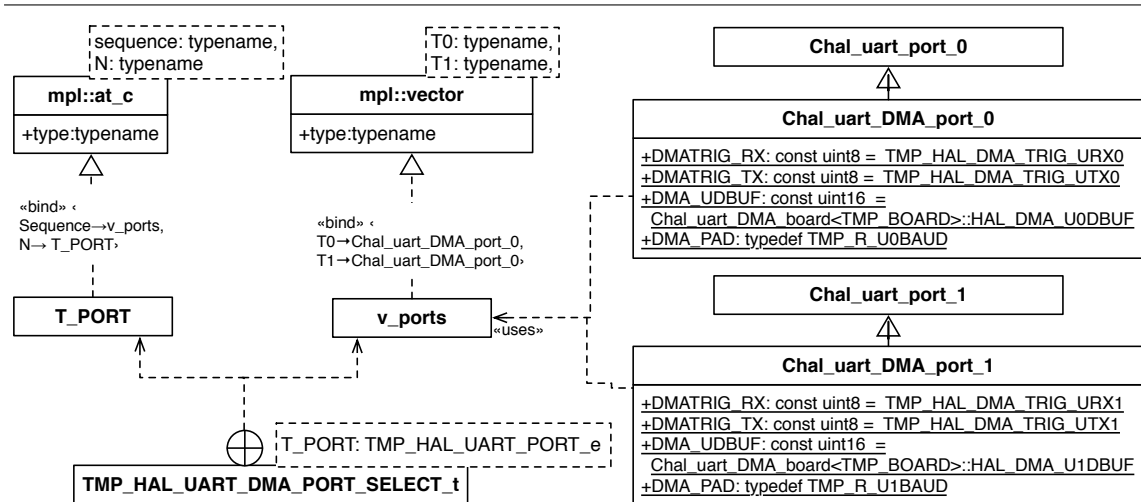 sequence: typename,
N: typename
mpl::at_c
+type:typename
«bind» ‹
Sequence→v_ports,
N→ T_PORT›
T_PORT
T0: typename,
T1: typename,
mpl::vector
+type:typename
«bind» ‹
T0→Chal_uart_DMA_port_0,
T1→Chal_uart_DMA_port_0›
v_ports
«uses»
T_PORT: TMP_HAL_UART_PORT_e
TMP_HAL_UART_DMA_PORT_SELECT_t
Chal_uart_port_0
Chal_uart_DMA_port_0
+DMATRIG_RX: const uint8 = TMP_HAL_DMA_TRIG_URX0
+DMATRIG_TX: const uint8 = TMP_HAL_DMA_TRIG_UTX0
+DMA_UDBUF: const uint16 =
Chal_uart_DMA_board<TMP_BOARD>::HAL_DMA_U0DBUF
+DMA_PAD: typedef TMP_R_U0BAUD
Chal_uart_port_1
Chal_uart_DMA_port_1
+DMATRIG_RX: const uint8 = TMP_HAL_DMA_TRIG_URX1
+DMATRIG_TX: const uint8 = TMP_HAL_DMA_TRIG_UTX1
+DMA_UDBUF: const uint16 =
Chal_uart_DMA_board<TMP_BOARD>::HAL_DMA_U1DBUF
+DMA_PAD: typedef TMP_R_U1BAUD